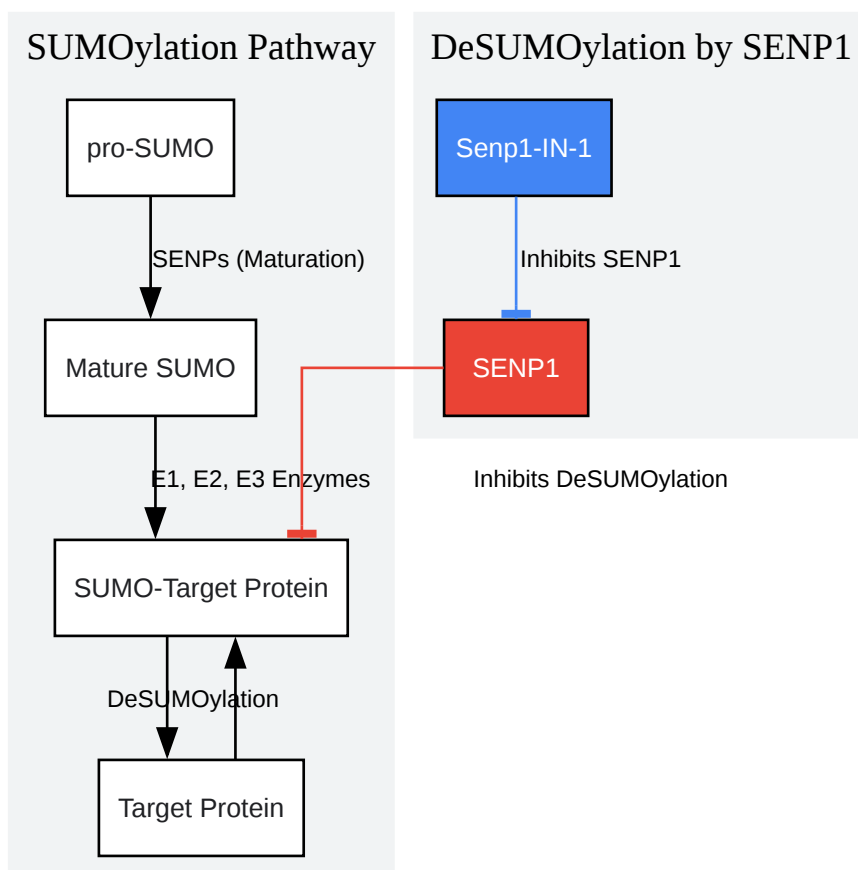 SUMOylation Pathway
pro-SUMO
SENPs (Maturation)
Mature SUMO
E1, E2, E3 Enzymes
SUMO-Target Protein
DeSUMOylation
Target Protein
DeSUMOylation by SENP1
Senp1-IN-1
Inhibits SENP1
SENP1
Inhibits DeSUMOylation